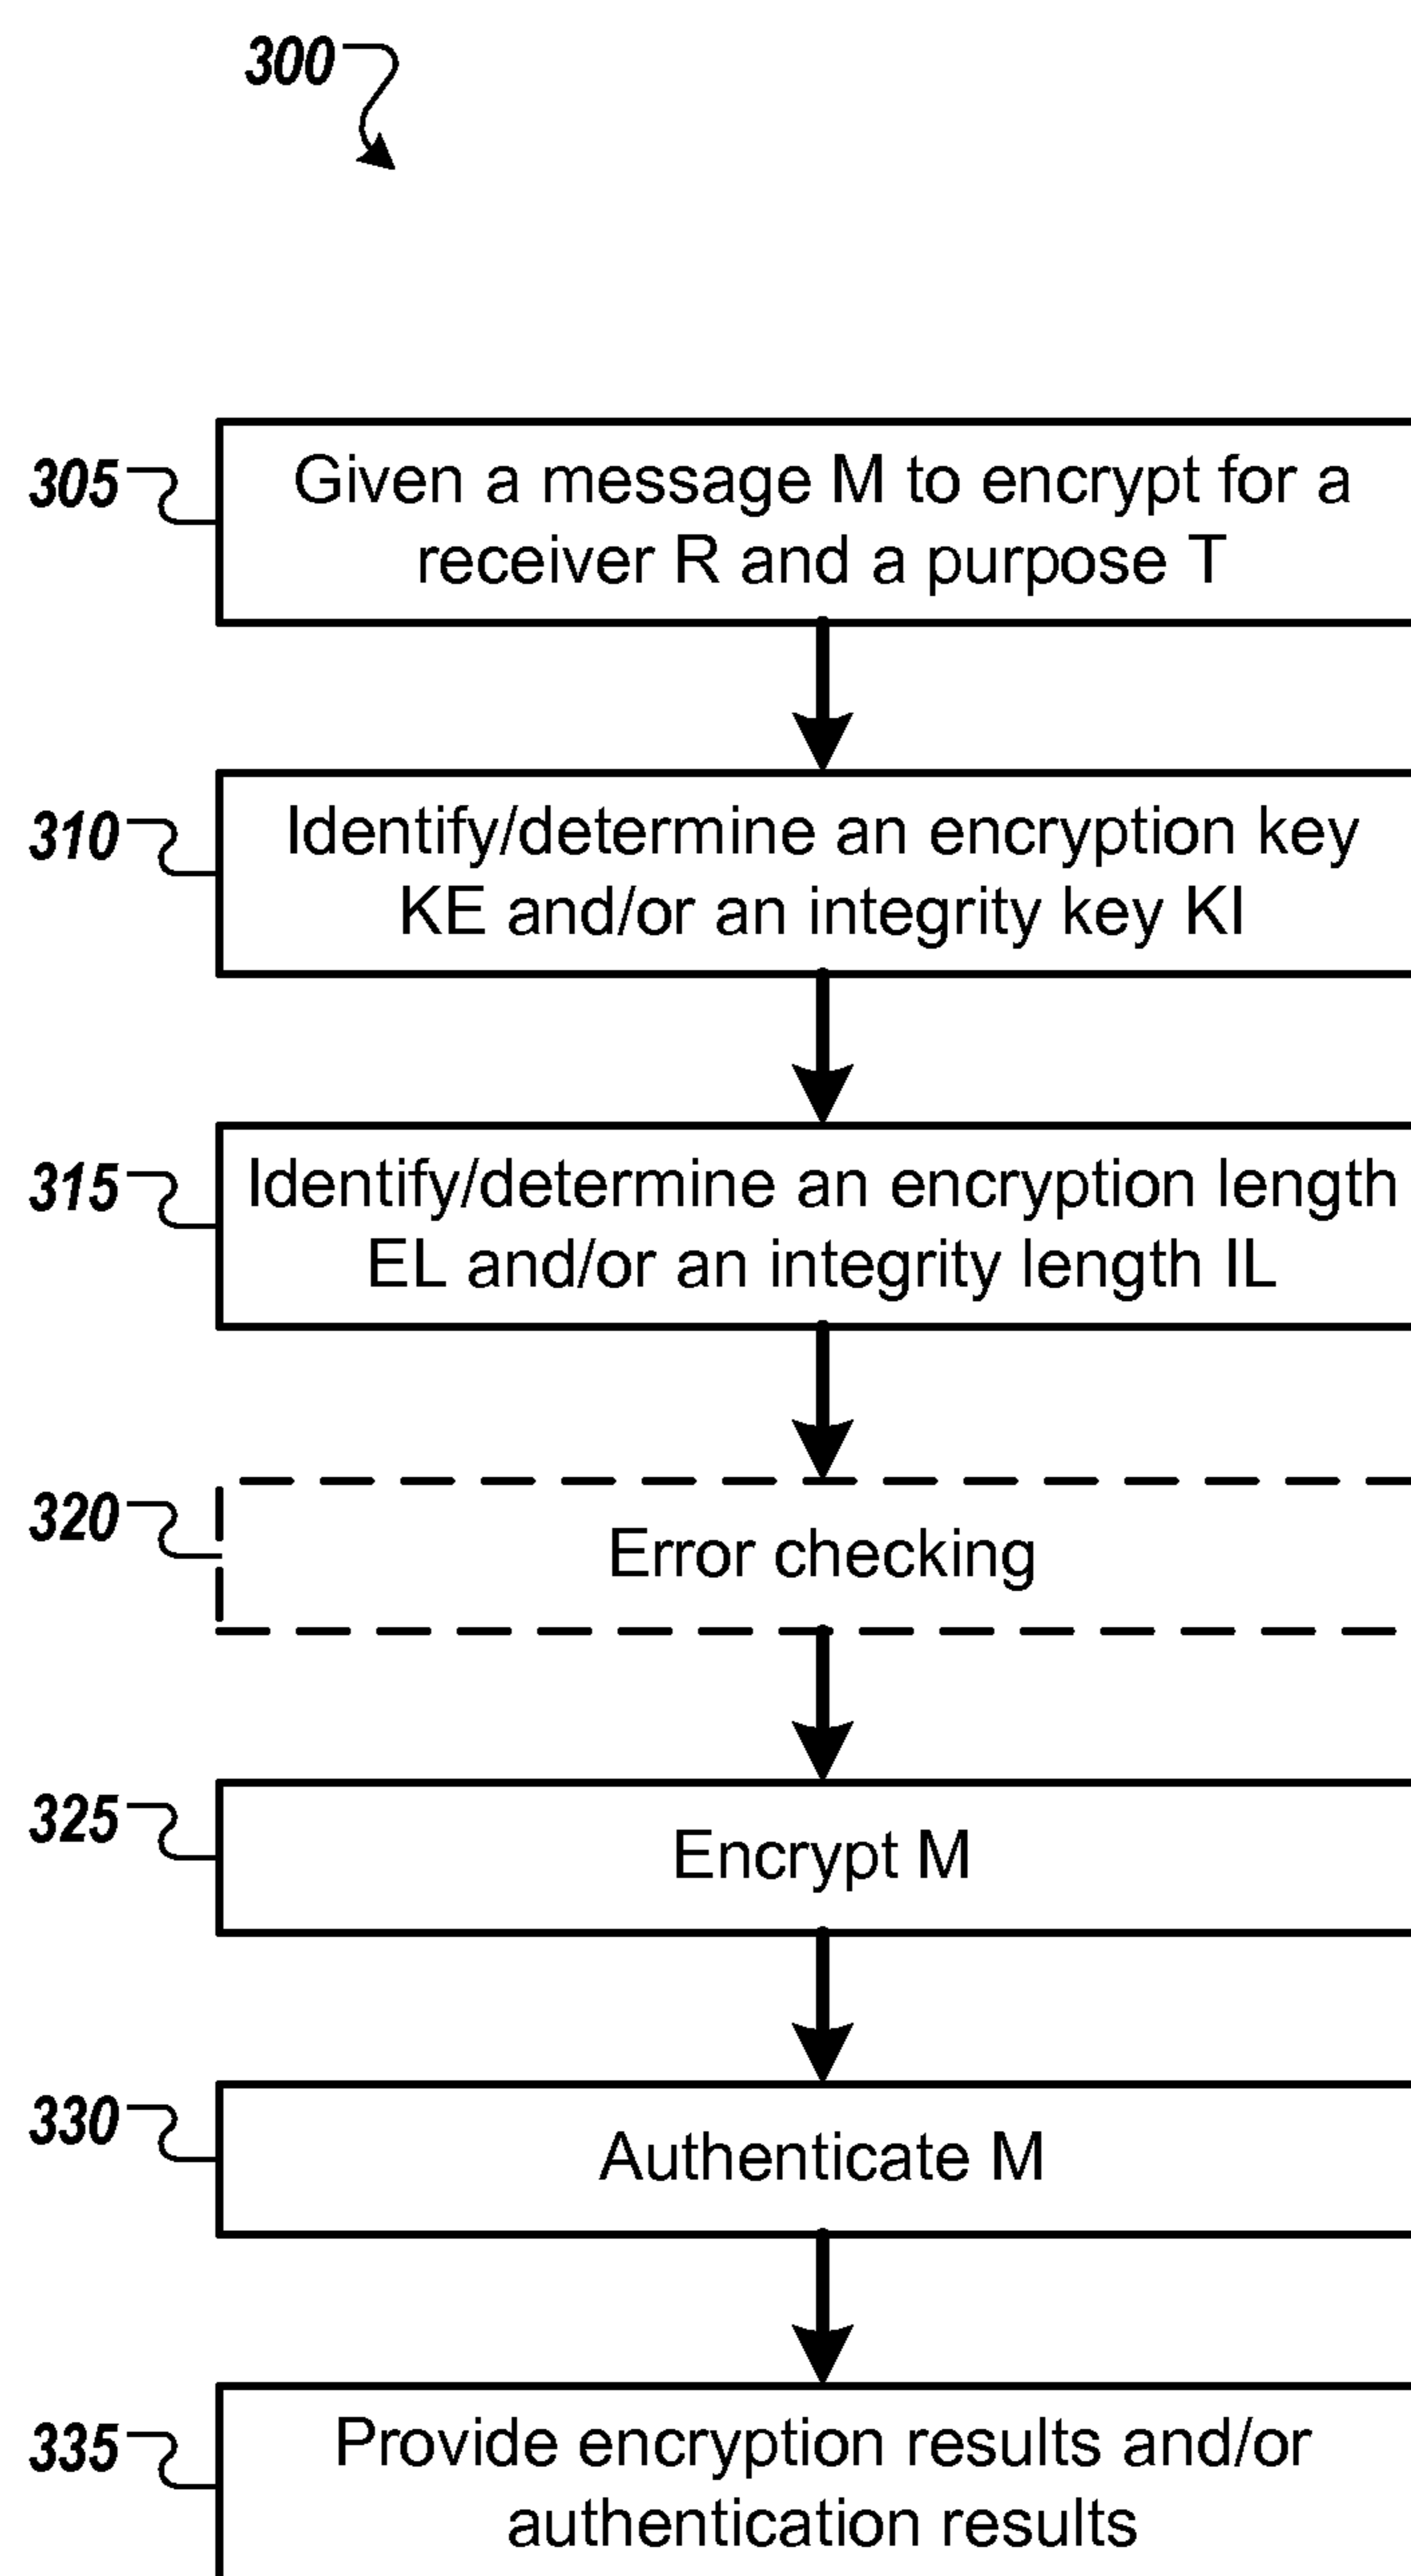 300
305
Given a message M to encrypt for a
receiver R and a purpose T
310
Identify/determine an encryption key
KE and/or an integrity key KI
315
Identify/determine an encryption length
EL and/or an integrity length IL
320
Error checking
325
Encrypt M
330
Authenticate M
335
Provide encryption results and/or
authentication results